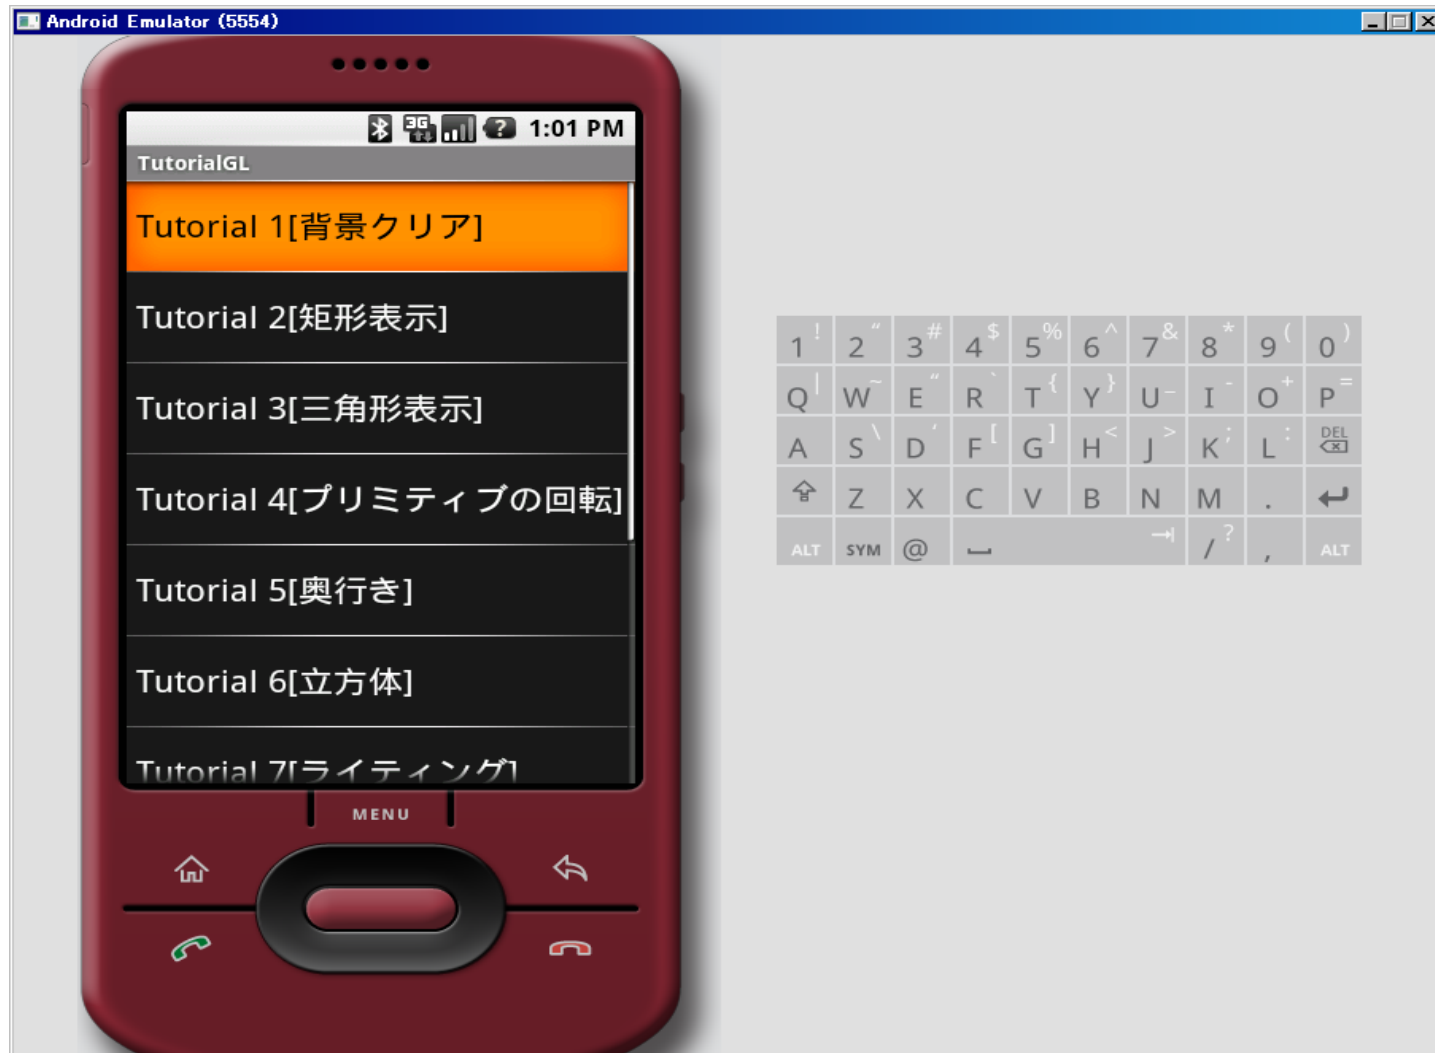 Android Emulator (5554)
3G 1:01 PM
TutorialGL
Tutorial 1[背景クリア]
Tutorial 2[矩形表示]
Tutorial 3[三角形表示]
Tutorial 4[プリミティブの回転]
Tutorial 5[奥行き]
Tutorial 6[立方体]
Tutorial 7[ライティング]
MENU
1 ! 2 “ 3 # 4 $ 5 % 6 ^ 7 & 8 * 9 ( 0 )
Q | W ~ E “ R ` T { Y } U _ I - O + P =
A S \ D ´ F [ G ] H < J > K ; L : DEL
Z X C V B N M .
ALT SYM @ / ? , ALT